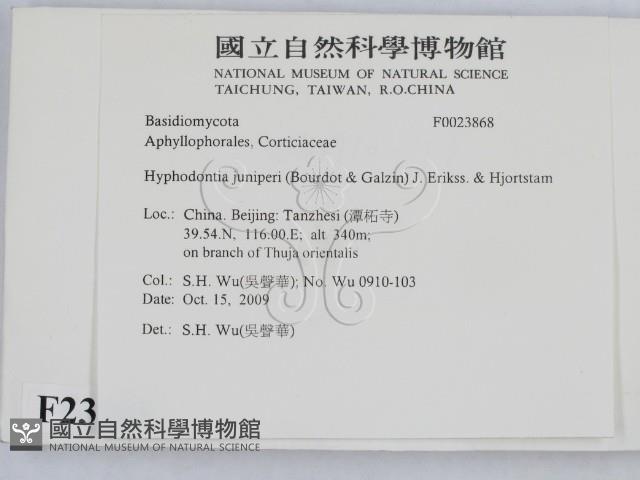 國立自然科學博物館
NATIONAL MUSEUM OF NATURAL SCIENCE
TAICHUNG, TAIWAN, R.O.CHINA
Basidiomycota F0023868
Aphyllophorales, Corticiaceae
Hyphodontia juniperi (Bourdot & Galzin) J. Erikss. & Hjortstam
Loc.: China. Beijing: Tanzhesi (潭柘寺)
39.54.N, 116.00.E; alt 340m;
on branch of Thuja orientalis
Col.: S.H. Wu(吳聲華); No. Wu 0910-103
Date: Oct. 15, 2009
Det.: S.H. Wu(吳聲華)
F23
國立自然科學博物館
NATIONAL MUSEUM OF NATURAL SCIENCE